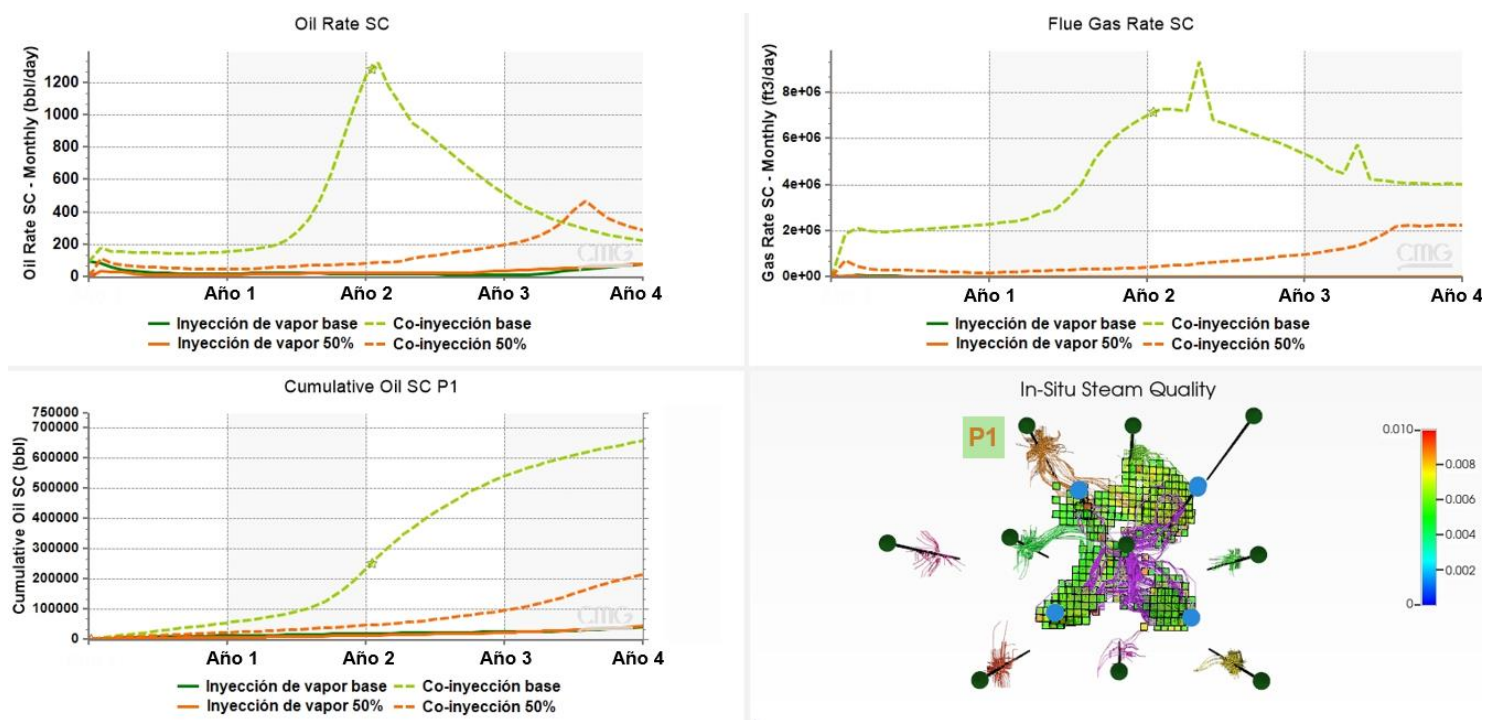 Oil Rate SC
Oil Rate SC - Monthly (bbl/day)
1200
1000
800
600
400
200
0
Año 1 Año 2 Año 3 Año 4
CMG
Inyección de vapor base Co-inyección base
Inyección de vapor 50% Co-inyección 50%
Flue Gas Rate SC
Gas Rate SC - Monthly (ft3/day)
8e+06
6e+06
4e+06
2e+06
0e+00
Año 1 Año 2 Año 3 Año 4
CMG
Inyección de vapor base Co-inyección base
Inyección de vapor 50% Co-inyección 50%
Cumulative Oil SC P1
Cumulative Oil SC (bbl)
750000
700000
600000
500000
400000
300000
200000
100000
0
Año 1 Año 2 Año 3 Año 4
CMG
Inyección de vapor base Co-inyección base
Inyección de vapor 50% Co-inyección 50%
In-Situ Steam Quality
P1
0.010
0.008
0.006
0.004
0.002
0